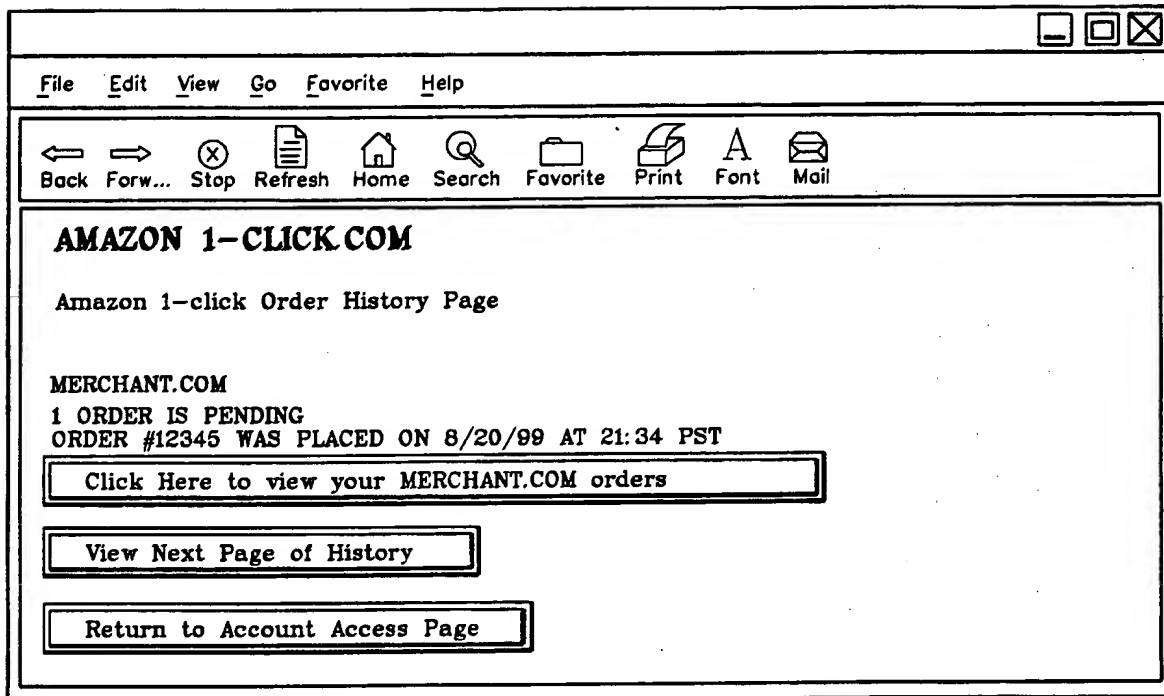 File Edit View Go Favorite Help
Back Forw... Stop Refresh Home Search Favorite Print Font Mail
AMAZON 1-CLICK.COM
Amazon 1-click Order History Page
MERCHANT.COM
1 ORDER IS PENDING
ORDER #12345 WAS PLACED ON 8/20/99 AT 21:34 PST
Click Here to view your MERCHANT.COM orders
View Next Page of History
Return to Account Access Page